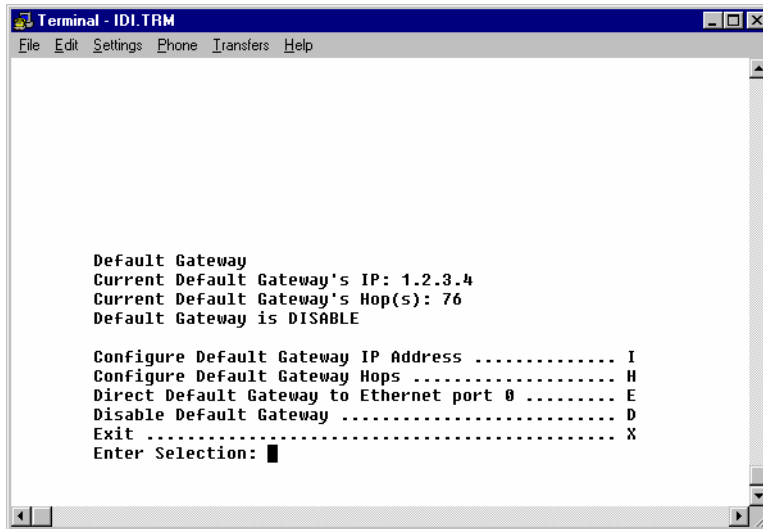 Terminal - IDI.TRM
File Edit Settings Phone Transfers Help
Default Gateway
Current Default Gateway's IP: 1.2.3.4
Current Default Gateway's Hop(s): 76
Default Gateway is DISABLE
Configure Default Gateway IP Address .............. I
Configure Default Gateway Hops .................... H
Direct Default Gateway to Ethernet port 0 ......... E
Disable Default Gateway ........................... D
Exit .............................................. X
Enter Selection: